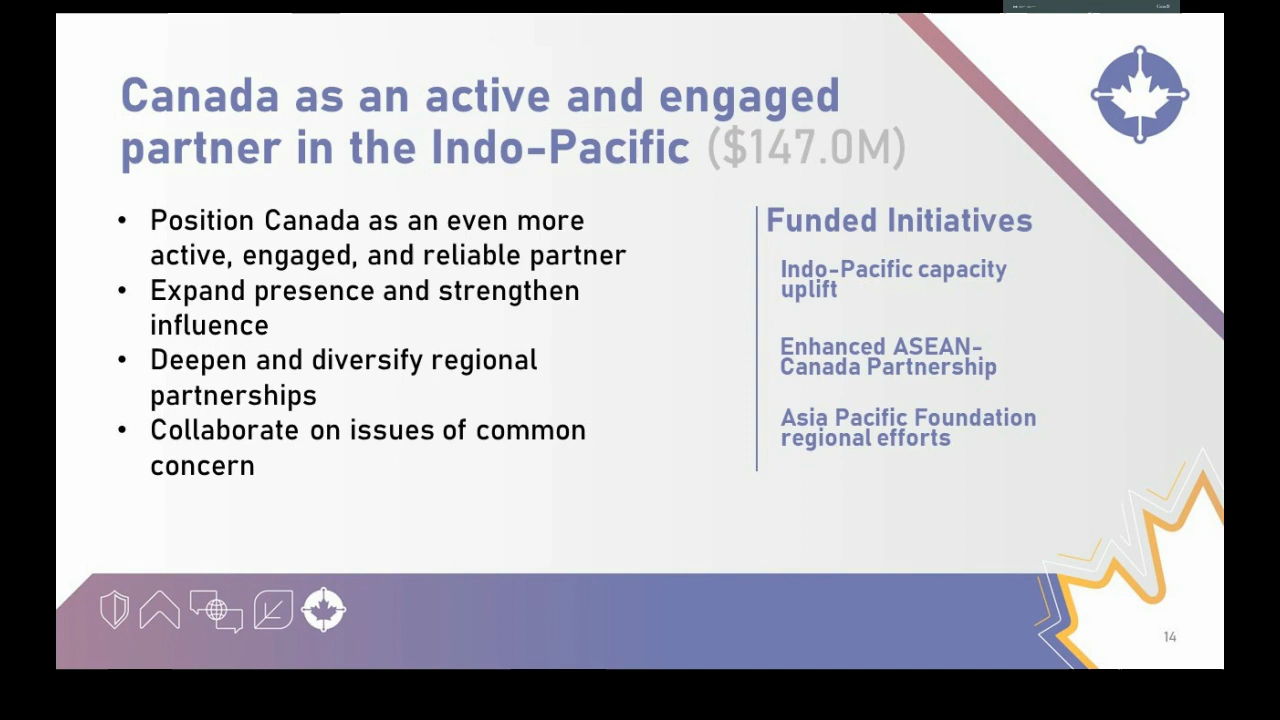 Canada as an active and engaged
partner in the Indo-Pacific ($147.0M)
• Position Canada as an even more
active, engaged, and reliable partner
• Expand presence and strengthen
influence
• Deepen and diversify regional
partnerships
• Collaborate on issues of common
concern
Funded Initiatives
Indo-Pacific capacity
uplift
Enhanced ASEAN-
Canada Partnership
Asia Pacific Foundation
regional efforts
14